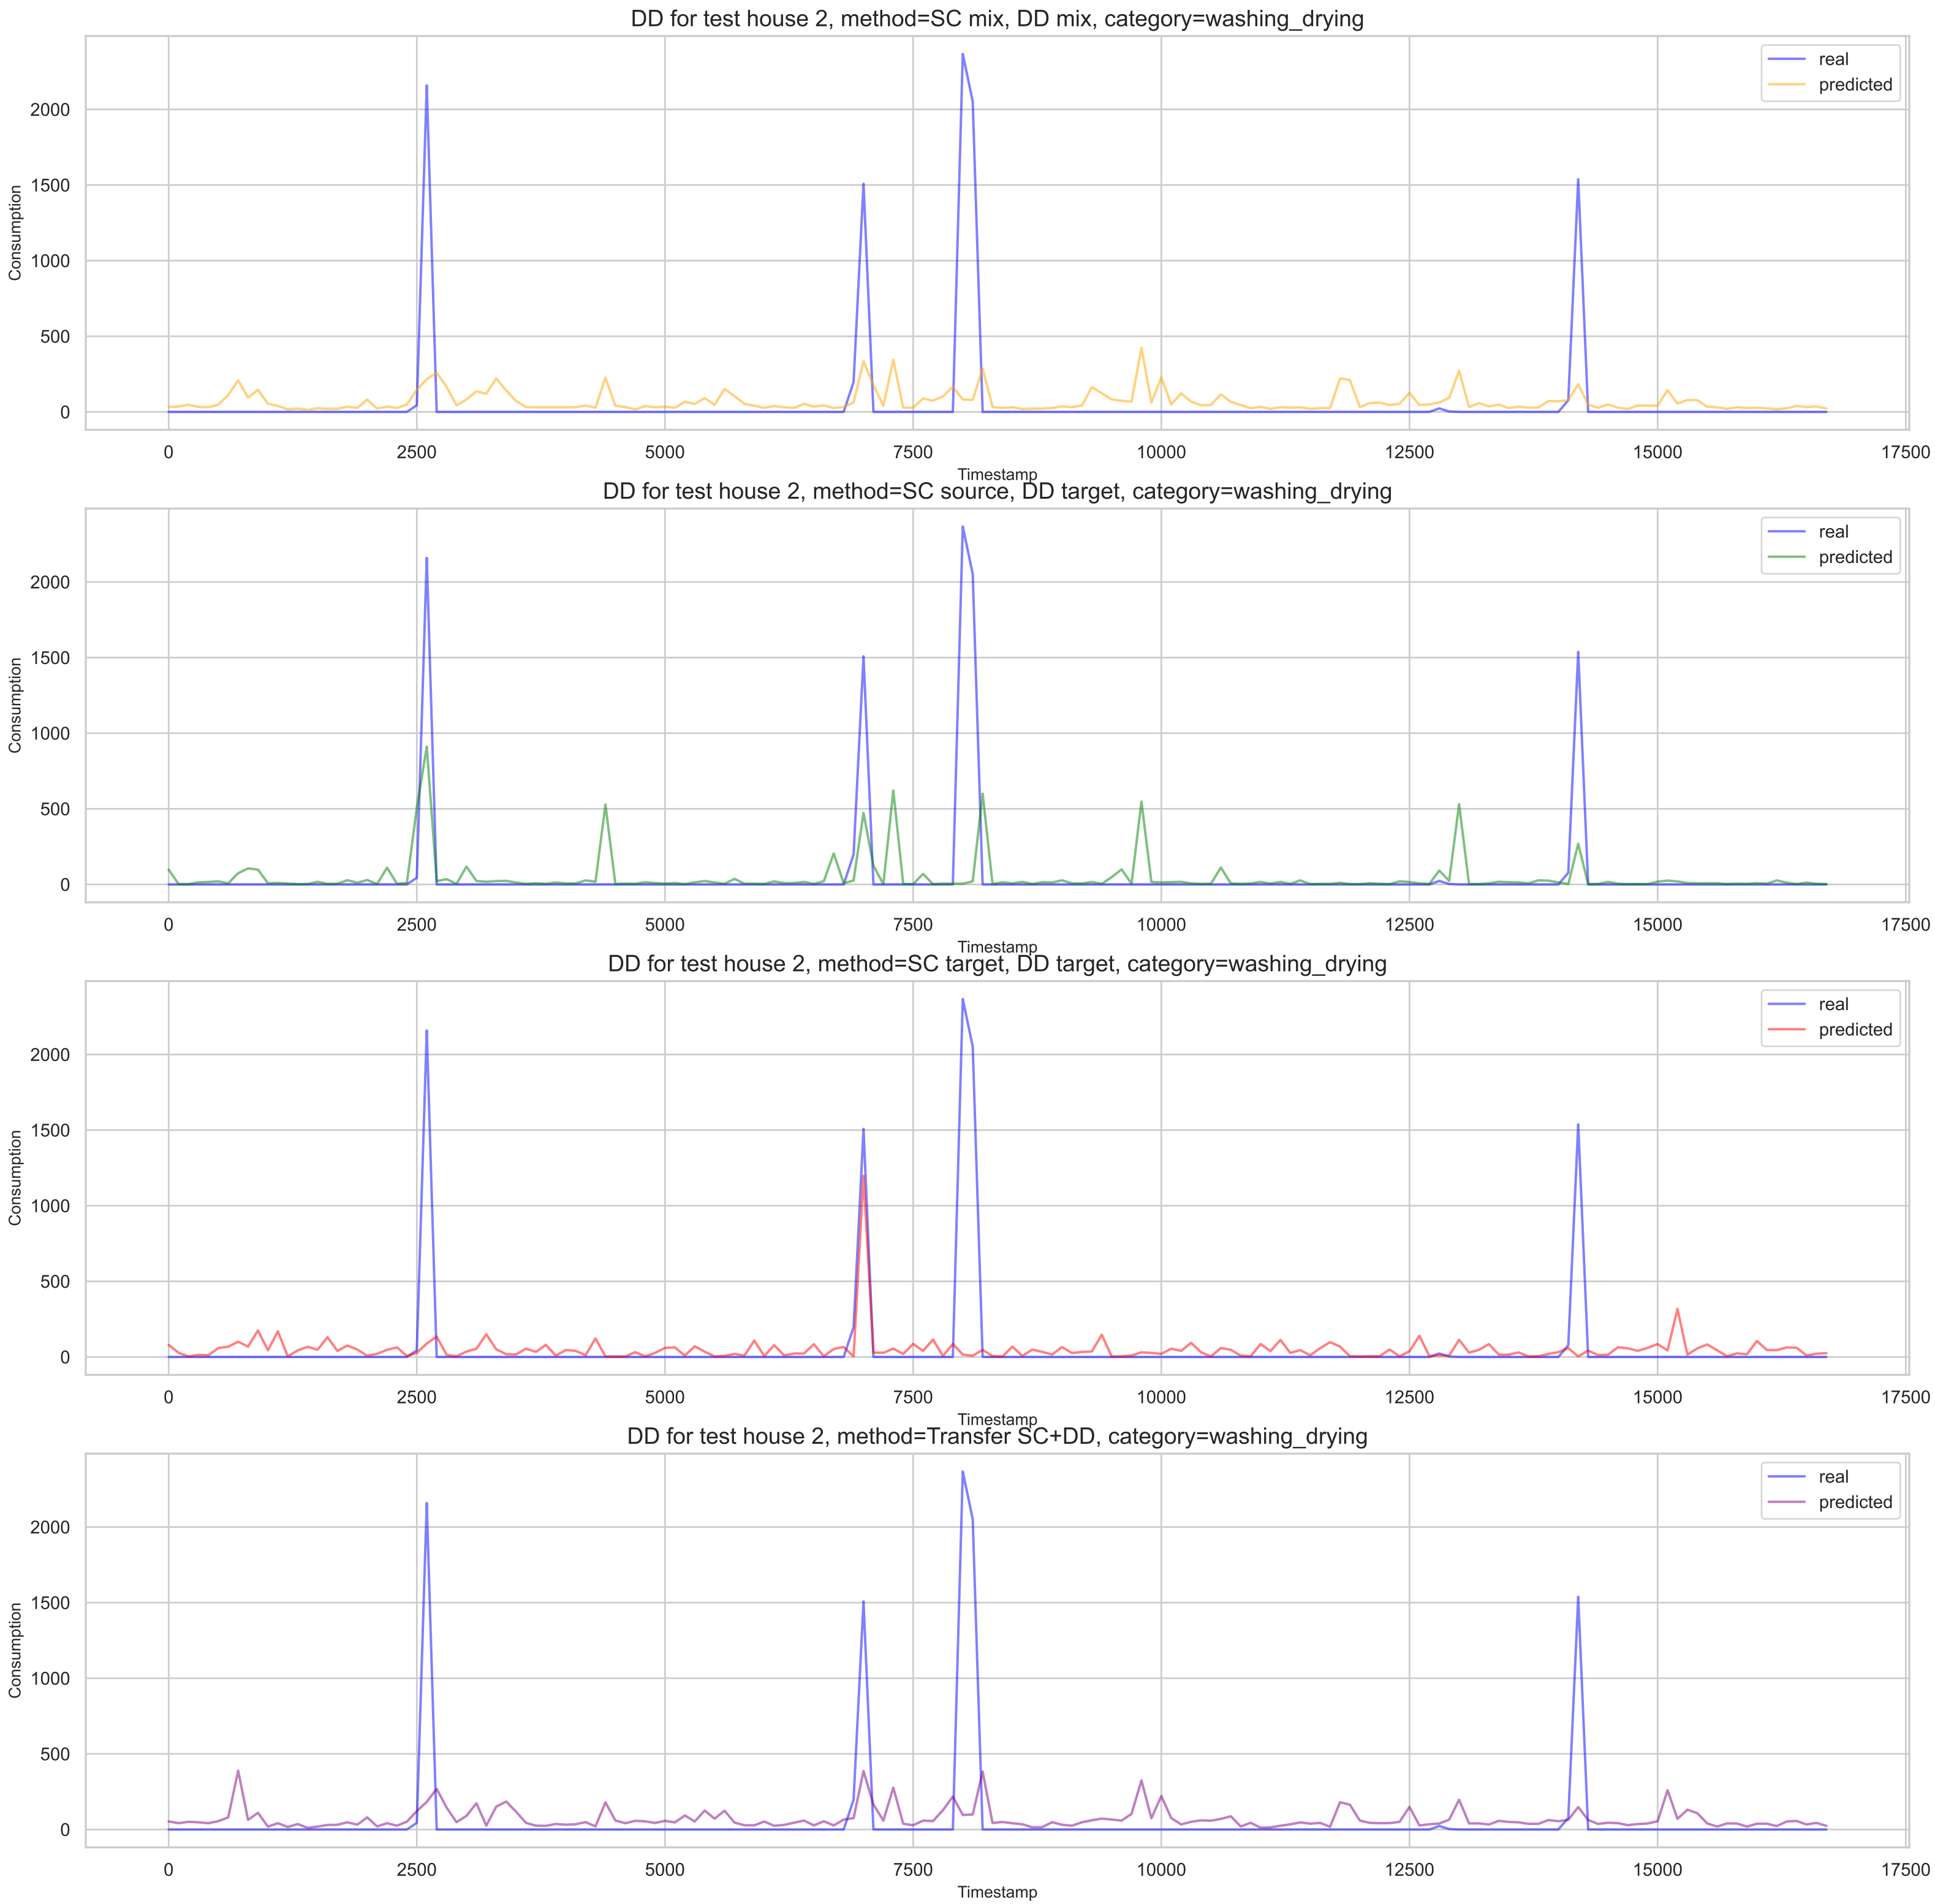 DD for test house 2, method=SC mix, DD mix, category=washing_drying
real
predicted
Consumption
2000
1500
1000
500
0
0 2500 5000 7500 10000 12500 15000 17500
Timestamp
DD for test house 2, method=SC source, DD target, category=washing_drying
real
predicted
Consumption
2000
1500
1000
500
0
0 2500 5000 7500 10000 12500 15000 17500
Timestamp
DD for test house 2, method=SC target, DD target, category=washing_drying
real
predicted
Consumption
2000
1500
1000
500
0
0 2500 5000 7500 10000 12500 15000 17500
Timestamp
DD for test house 2, method=Transfer SC+DD, category=washing_drying
real
predicted
Consumption
2000
1500
1000
500
0
0 2500 5000 7500 10000 12500 15000 17500
Timestamp